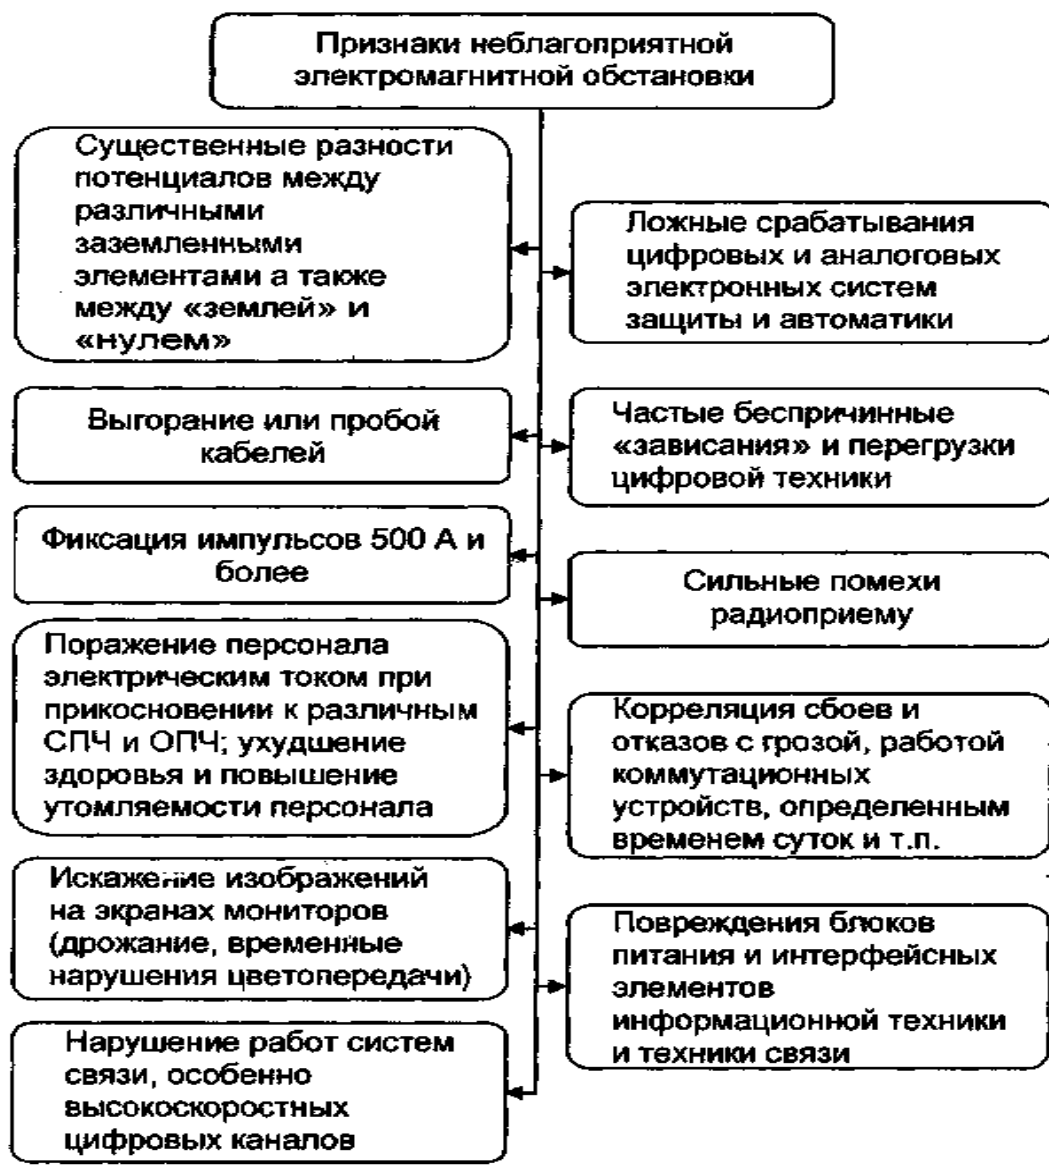 Признаки неблагоприятной
электромагнитной обстановки
Существенные разности
потенциалов между
различными
заземленными
элементами а также
между «землей» и
«нулем»
Выгорание или пробой
кабелей
Фиксация импульсов 500 А и
более
Поражение персонала
электрическим током при
прикосновении к различным
СПЧ и ОПЧ; ухудшение
здоровья и повышение
утомляемости персонала
Искажение изображений
на экранах мониторов
(дрожание, временные
нарушения цветопередачи)
Нарушение работ систем
связи, особенно
высокоскоростных
цифровых каналов
Ложные срабатывания
цифровых и аналоговых
электронных систем
защиты и автоматики
Частые беспричинные
«зависания» и перегрузки
цифровой техники
Сильные помехи
радиоприему
Корреляция сбоев и
отказов с грозой, работой
коммутационных
устройств, определенным
временем суток и т.п.
Повреждения блоков
питания и интерфейсных
элементов
информационной техники
и техники связи